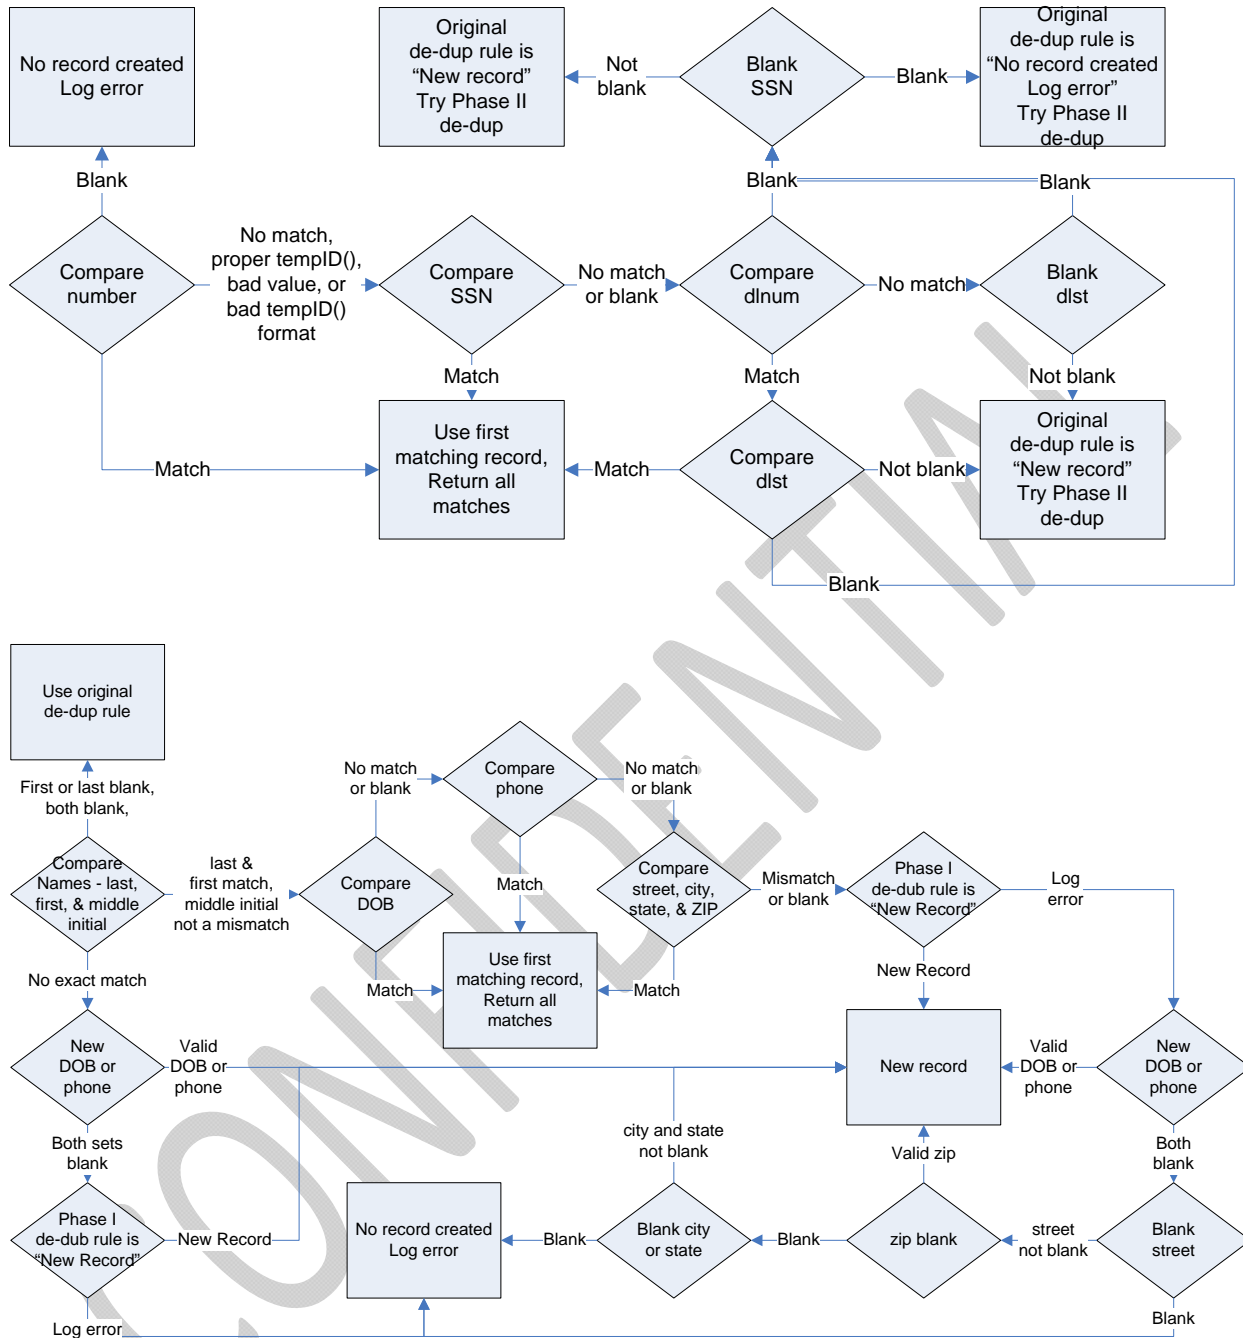 No record created
Log error
Original
de-dup rule is
“New record”
Try Phase II
de-dup
Not
blank
Blank
SSN
Blank
Original
de-dup rule is
“No record created
Log error”
Try Phase II
de-dup
Blank
Blank
Blank
Compare
number
No match,
proper tempID(),
bad value, or
bad tempID()
format
Compare
SSN
No match
or blank
Compare
dlnum
No match
Blank
dlst
Match
Match
Not blank
Match
Use first
matching record,
Return all
matches
Match
Compare
dlst
Not blank
Original
de-dup rule is
“New record”
Try Phase II
de-dup
Blank
CONFIDENTIAL
Use original
de-dup rule
First or last blank,
both blank,
No match
or blank
Compare
phone
No match
or blank
Compare
Names - last,
first, & middle
initial
last &
first match,
middle initial
not a mismatch
Compare
DOB
Match
Compare
street, city,
state, & ZIP
Mismatch
or blank
Phase I
de-dub rule is
“New Record”
Log
error
No exact match
Match
Use first
matching record,
Return all
matches
Match
New Record
New
DOB or
phone
Valid
DOB or
phone
New record
Valid
DOB or
phone
New
DOB or
phone
Both sets
blank
city and state
not blank
Valid zip
Both
blank
Phase I
de-dub rule is
“New Record”
New Record
No record created
Log error
Blank
Blank city
or state
Blank
zip blank
street
not blank
Blank
street
Log error
Blank